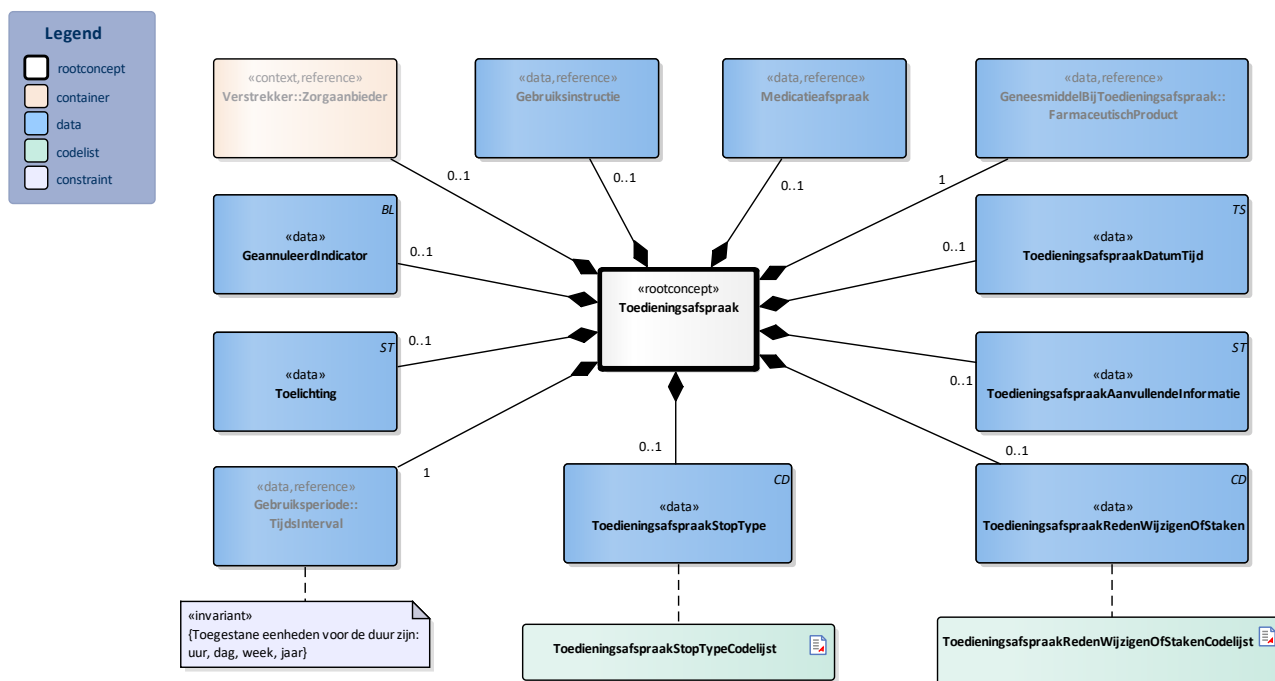 Legend
rootconcept
container
data
codelist
constraint
«context,reference»
Verstrekker::Zorgaanbieder
«data,reference»
Gebruiksinstructie
«data,reference»
Medicatieafspraak
«data,reference»
GeneesmiddelBijToedieningsafspraak::
FarmaceutischProduct
0..1
0..1
0..1
1
BL
«data»
GeannuleerdIndicator
0..1
TS
«data»
ToedieningsafspraakDatumTijd
0..1
«rootconcept»
Toedieningsafspraak
ST
«data»
Toelichting
0..1
ST
«data»
ToedieningsafspraakAanvullendeInformatie
0..1
«data,reference»
Gebruiksperiode::
TijdsInterval
1
CD
«data»
ToedieningsafspraakStopType
0..1
CD
«data»
ToedieningsafspraakRedenWijzigenOfStaken
0..1
«invariant»
{Toegestane eenheden voor de duur zijn:
uur, dag, week, jaar}
ToedieningsafspraakStopTypeCodelijst
ToedieningsafspraakRedenWijzigenOfStakenCodelijst